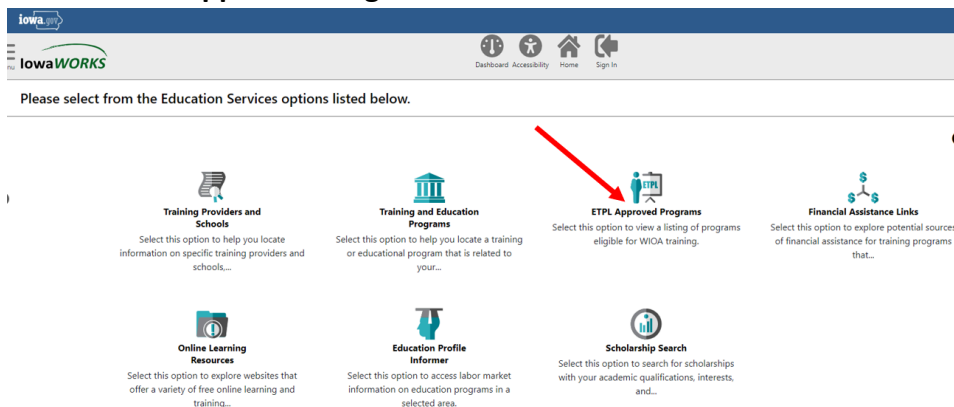 iowa.gov
nu IowaWORKS
Dashboard Accessibility Home Sign In
Please select from the Education Services options listed below.
Training Providers and
Schools
Select this option to help you locate
information on specific training providers and
schools,...
Training and Education
Programs
Select this option to help you locate a training
or educational program that is related to
your...
ETPL
ETPL Approved Programs
Select this option to view a listing of programs
eligible for WIOA training.
Financial Assistance Links
Select this option to explore potential sources
of financial assistance for training programs
that...
Online Learning
Resources
Select this option to explore websites that
offer a variety of free online learning and
training...
Education Profile
Informer
Select this option to access labor market
information on education programs in a
selected area.
Scholarship Search
Select this option to search for scholarships
with your academic qualifications, interests,
and...